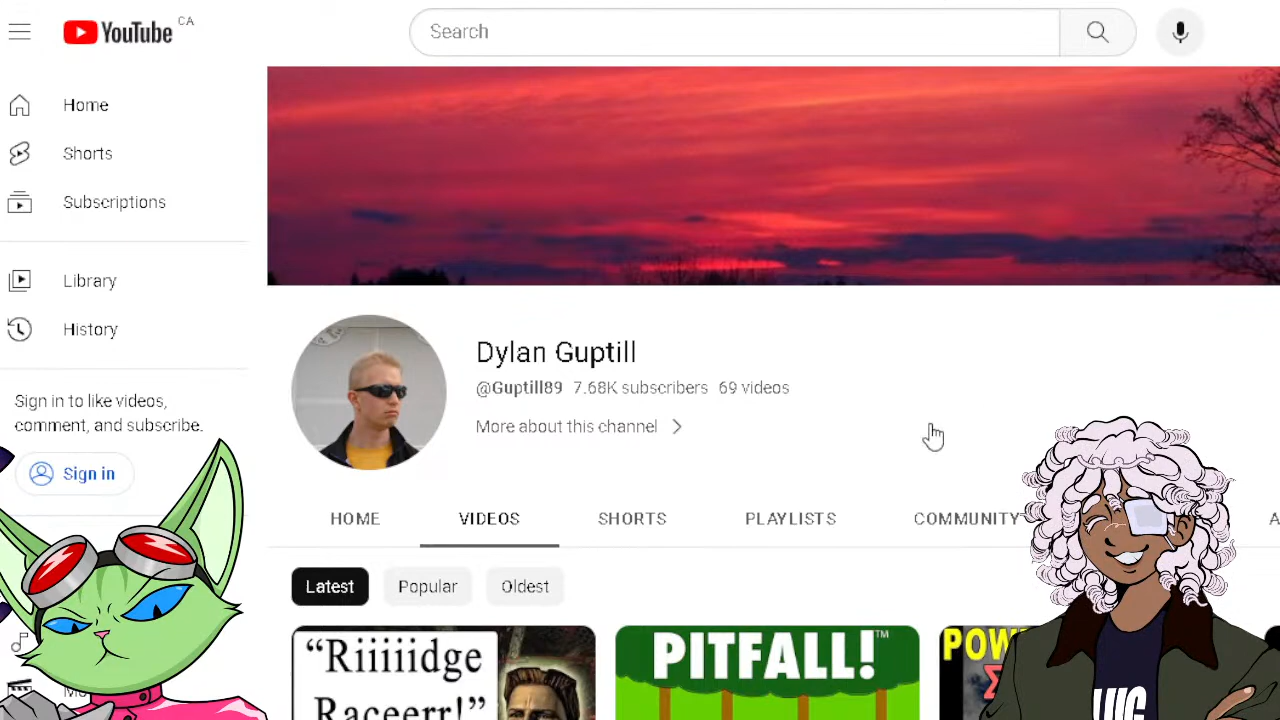 YouTube CA
Search
Home
Shorts
Subscriptions
Library
History
Sign in to like videos,
comment, and subscribe.
Sign in
Dylan Guptill
@Guptill89 7.68K subscribers 69 videos
More about this channel
HOME VIDEOS SHORTS PLAYLISTS COMMUNITY
Latest Popular Oldest
“Riiiiidge
Raceerr!”
PITFALL!™